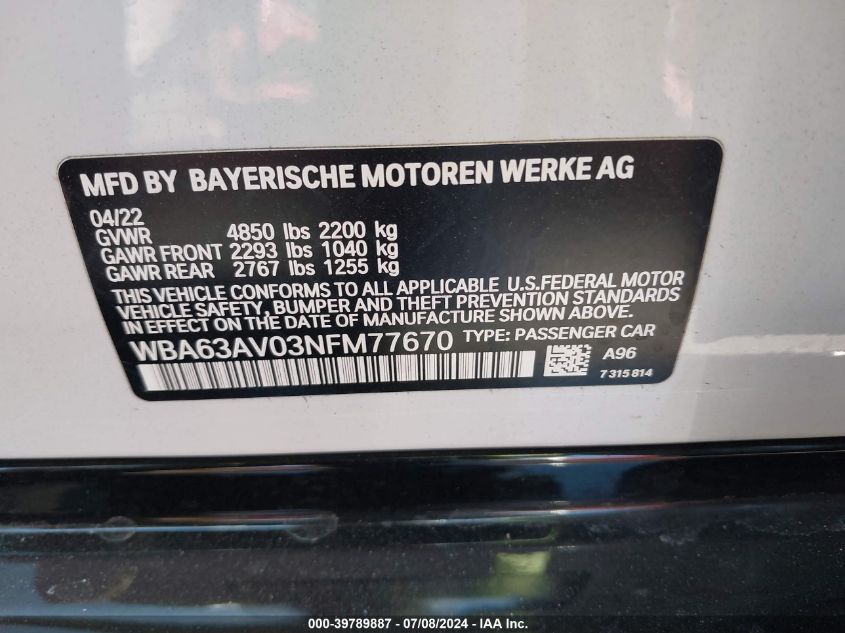 MFD BY BAYERISCHE MOTOREN WERKE AG
04/22
GVWR 4850 lbs 2200 kg
GAWR FRONT 2293 lbs 1040 kg
GAWR REAR 2767 lbs 1255 kg
THIS VEHICLE CONFORMS TO ALL APPLICABLE U.S.FEDERAL MOTOR
VEHICLE SAFETY, BUMPER AND THEFT PREVENTION STANDARDS
IN EFFECT ON THE DATE OF MANUFACTURE SHOWN ABOVE.
WBA63AV03NFM77670 TYPE: PASSENGER CAR
A96
7 315 814
000-39789887 - 07/08/2024 - IAA Inc.